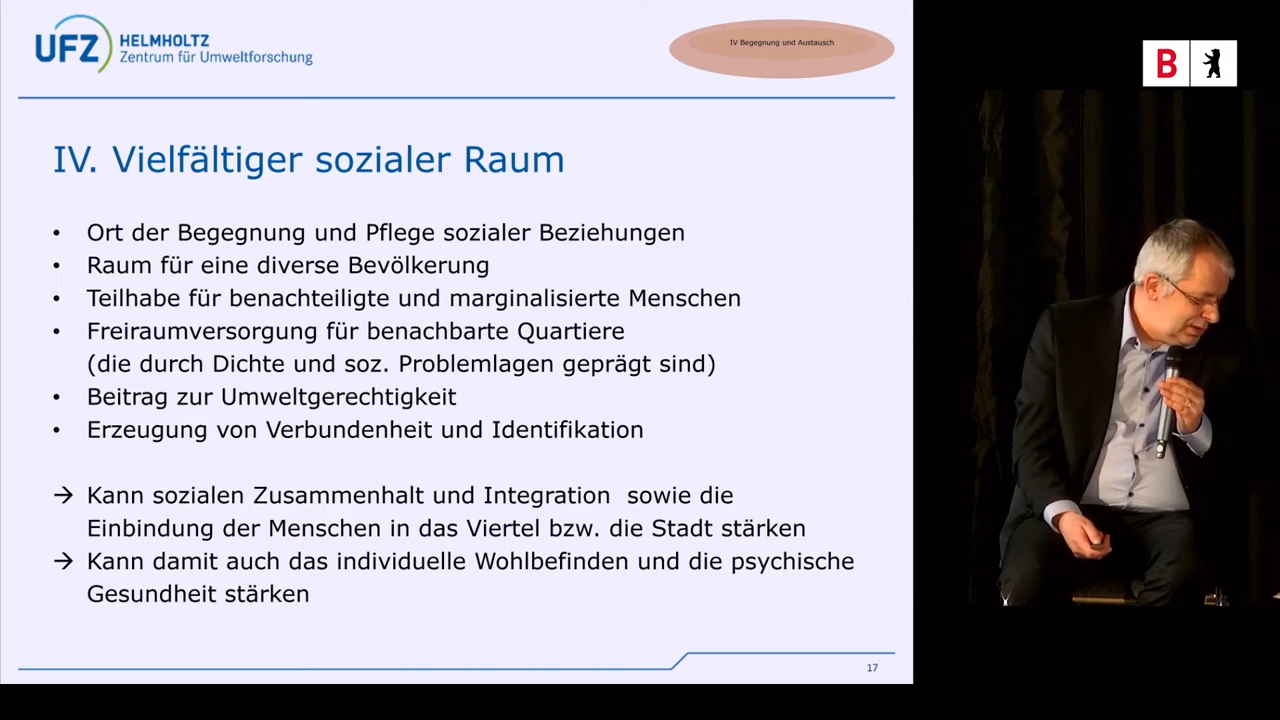 UFZ
HELMHOLTZ
Zentrum für Umweltforschung
IV Begegnung und Austausch
B
IV. Vielfältiger sozialer Raum
• Ort der Begegnung und Pflege sozialer Beziehungen
• Raum für eine diverse Bevölkerung
• Teilhabe für benachteiligte und marginalisierte Menschen
• Freiraumversorgung für benachbarte Quartiere
(die durch Dichte und soz. Problemlagen geprägt sind)
• Beitrag zur Umweltgerechtigkeit
• Erzeugung von Verbundenheit und Identifikation
→ Kann sozialen Zusammenhalt und Integration sowie die
Einbindung der Menschen in das Viertel bzw. die Stadt stärken
→ Kann damit auch das individuelle Wohlbefinden und die psychische
Gesundheit stärken
17